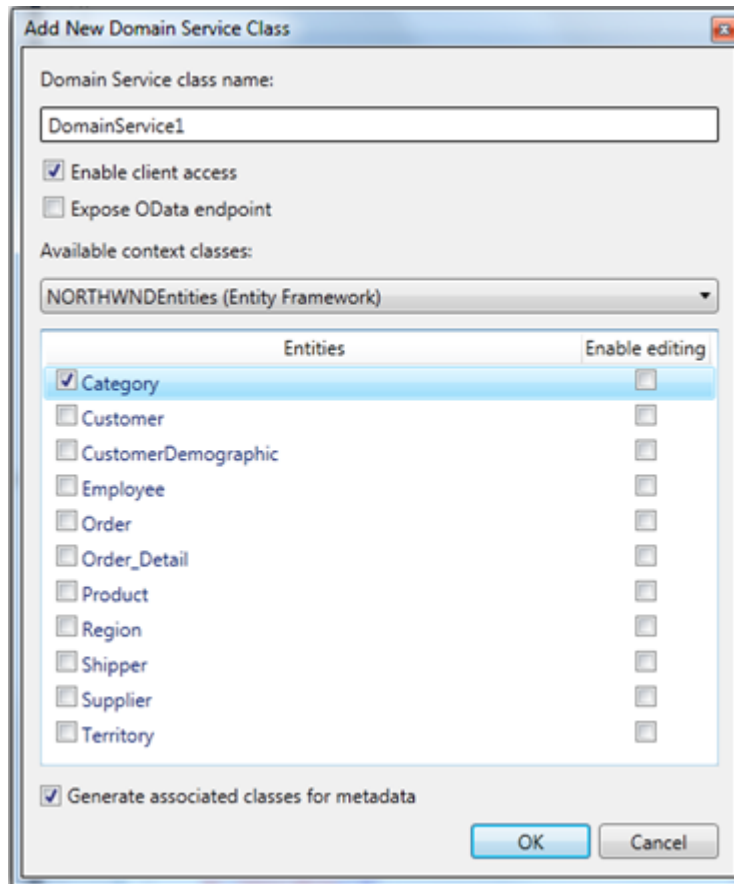 Add New Domain Service Class
Domain Service class name:
DomainService1
Enable client access
Expose OData endpoint
Available context classes:
NORTHWNDEntities (Entity Framework)
Entities Enable editing
Category
Customer
CustomerDemographic
Employee
Order
Order_Detail
Product
Region
Shipper
Supplier
Territory
Generate associated classes for metadata
OK Cancel